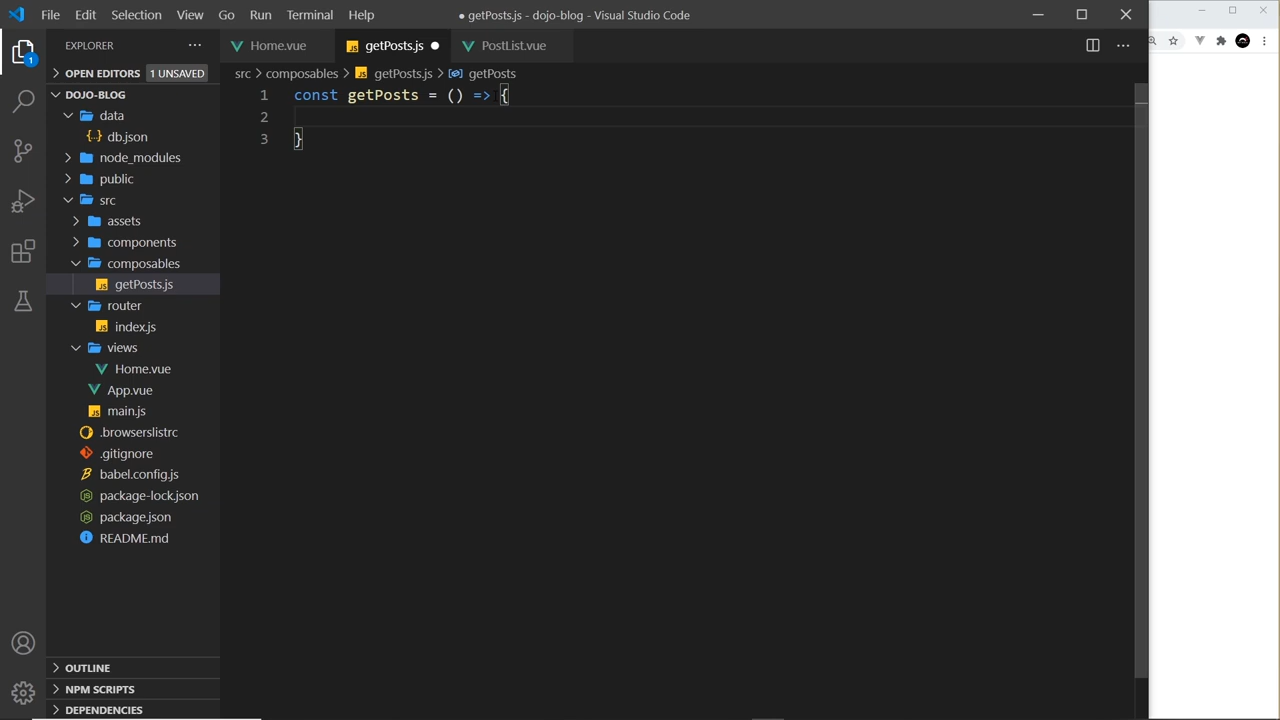 File Edit Selection View Go Run Terminal Help
● getPosts.js - dojo-blog - Visual Studio Code
EXPLORER
Home.vue
getPosts.js
PostList.vue
OPEN EDITORS 1 UNSAVED
src > composables > getPosts.js > getPosts
DOJO-BLOG
data
db.json
node_modules
public
src
assets
components
composables
getPosts.js
router
index.js
views
Home.vue
App.vue
main.js
.browserslistrc
.gitignore
babel.config.js
package-lock.json
package.json
README.md
OUTLINE
NPM SCRIPTS
DEPENDENCIES
1 const getPosts = () => {
2
3 }
1